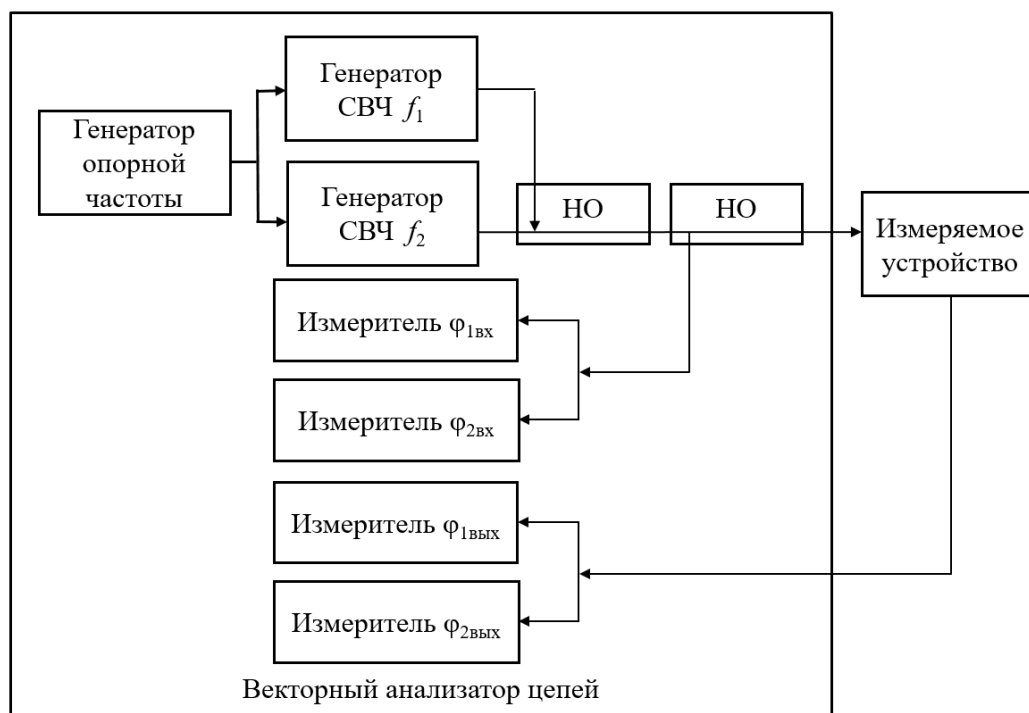 Генератор
СВЧ f₁
Генератор
опорной
частоты
Генератор
СВЧ f₂
НО
НО
Измеряемое
устройство
Измеритель φ₁вх
Измеритель φ₂вх
Измеритель φ₁вых
Измеритель φ₂вых
Векторный анализатор цепей